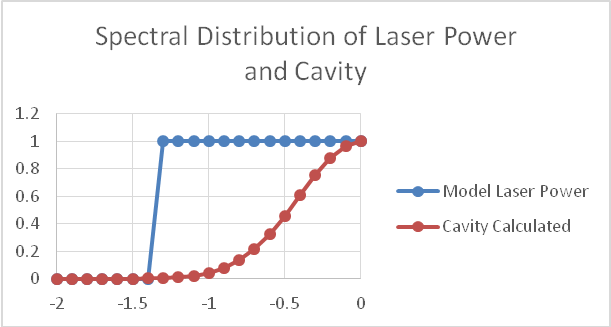 Spectral Distribution of Laser Power
and Cavity
1.2
1
0.8
0.6
0.4
0.2
0
-2 -1.5 -1 -0.5 0
Model Laser Power
Cavity Calculated